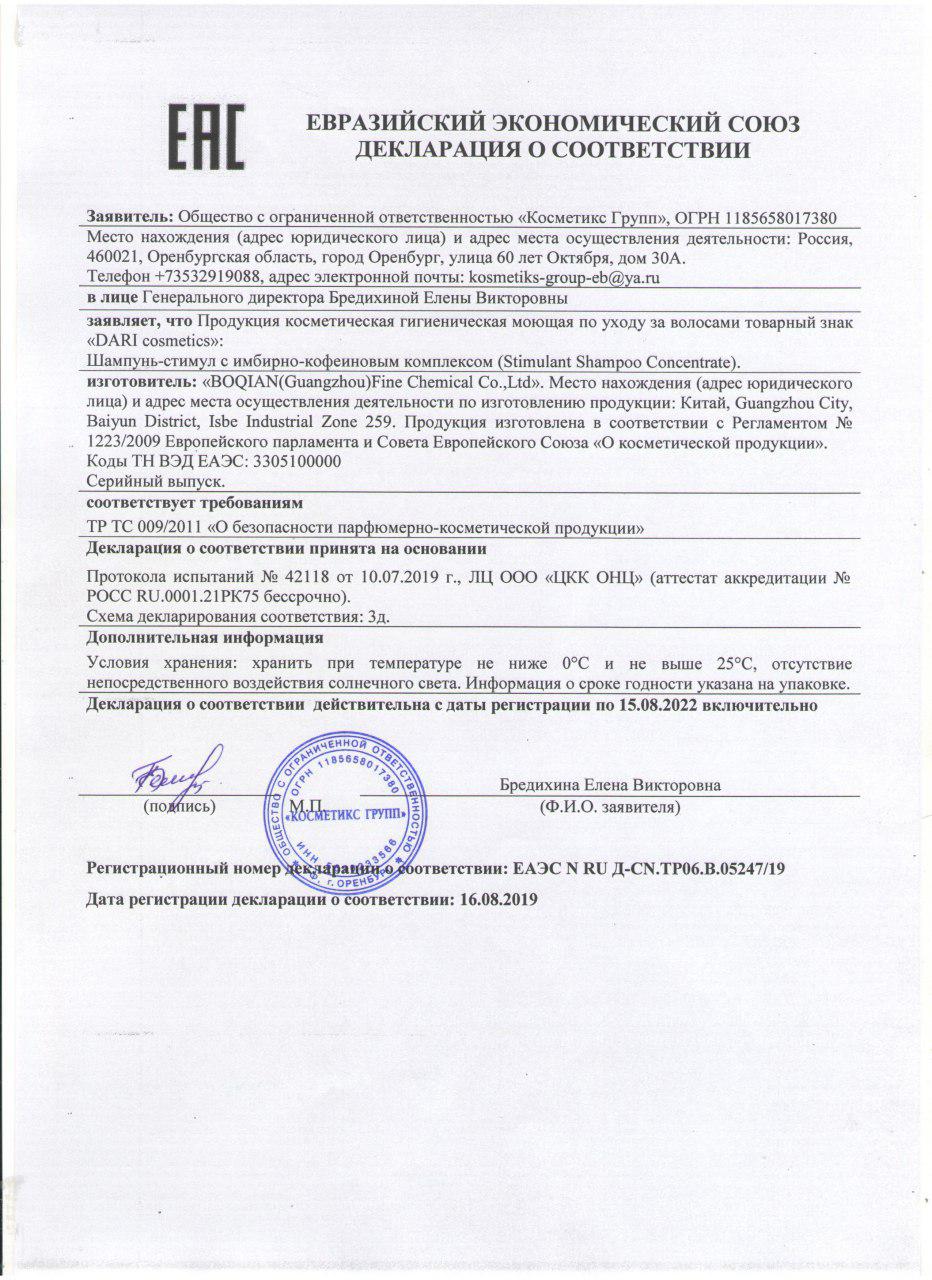 EAC
ЕВРАЗИЙСКИЙ ЭКОНОМИЧЕСКИЙ СОЮЗ
ДЕКЛАРАЦИЯ О СООТВЕТСТВИИ
Заявитель: Общество с ограниченной ответственностью «Косметикс Групп», ОГРН 1185658017380
Место нахождения (адрес юридического лица) и адрес места осуществления деятельности: Россия,
460021, Оренбургская область, город Оренбург, улица 60 лет Октября, дом 30А.
Телефон +73532919088, адрес электронной почты: kosmetiks-group-eb@ya.ru
в лице Генерального директора Бредихиной Елены Викторовны
заявляет, что Продукция косметическая гигиеническая моющая по уходу за волосами товарный знак
«DARI cosmetics»:
Шампунь-стимул с имбирно-кофеиновым комплексом (Stimulant Shampoo Concentrate).
изготовитель: «BOQIAN(Guangzhou)Fine Chemical Co.,Ltd». Место нахождения (адрес юридического
лица) и адрес места осуществления деятельности по изготовлению продукции: Китай, Guangzhou City,
Baiyun District, Isbe Industrial Zone 259. Продукция изготовлена в соответствии с Регламентом №
1223/2009 Европейского парламента и Совета Европейского Союза «О косметической продукции».
Коды ТН ВЭД ЕАЭС: 3305100000
Серийный выпуск.
соответствует требованиям
ТР ТС 009/2011 «О безопасности парфюмерно-косметической продукции»
Декларация о соответствии принята на основании
Протокола испытаний № 42118 от 10.07.2019 г., ЛЦ ООО «ЦКК ОНЦ» (аттестат аккредитации №
РОСС RU.0001.21РК75 бессрочно).
Схема декларирования соответствия: 3д.
Дополнительная информация
Условия хранения: хранить при температуре не ниже 0°С и не выше 25°С, отсутствие
непосредственного воздействия солнечного света. Информация о сроке годности указана на упаковке.
Декларация о соответствии действительна с даты регистрации по 15.08.2022 включительно
Бредихина Елена Викторовна
(подпись) М.П. (Ф.И.О. заявителя)
ОБЩЕСТВО С ОГРАНИЧЕННОЙ ОТВЕТСТВЕННОСТЬЮ
ОГРН 1185658017380
«КОСМЕТИКС ГРУПП»
ИНН
г. ОРЕНБУРГ
Регистрационный номер декларации о соответствии: ЕАЭС N RU Д-CN.ТР06.В.05247/19
Дата регистрации декларации о соответствии: 16.08.2019